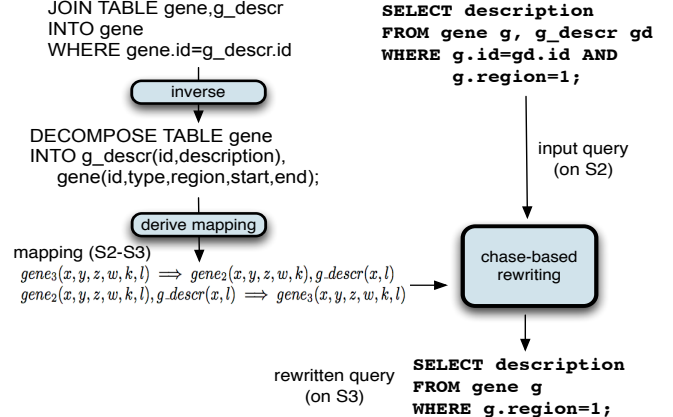 JOIN TABLE gene,g_descr
INTO gene
WHERE gene.id=g_descr.id
inverse
DECOMPOSE TABLE gene
INTO g_descr(id,description),
gene(id,type,region,start,end);
derive mapping
mapping (S2-S3)
gene₃(x, y, z, w, k, l) ⟹ gene₂(x, y, z, w, k), g_descr(x, l)
gene₂(x, y, z, w, k, l), g_descr(x, l) ⟹ gene₃(x, y, z, w, k, l)
SELECT description
FROM gene g, g_descr gd
WHERE g.id=gd.id AND
g.region=1;
input query
(on S2)
chase-based
rewriting
rewritten query
(on S3)
SELECT description
FROM gene g
WHERE g.region=1;